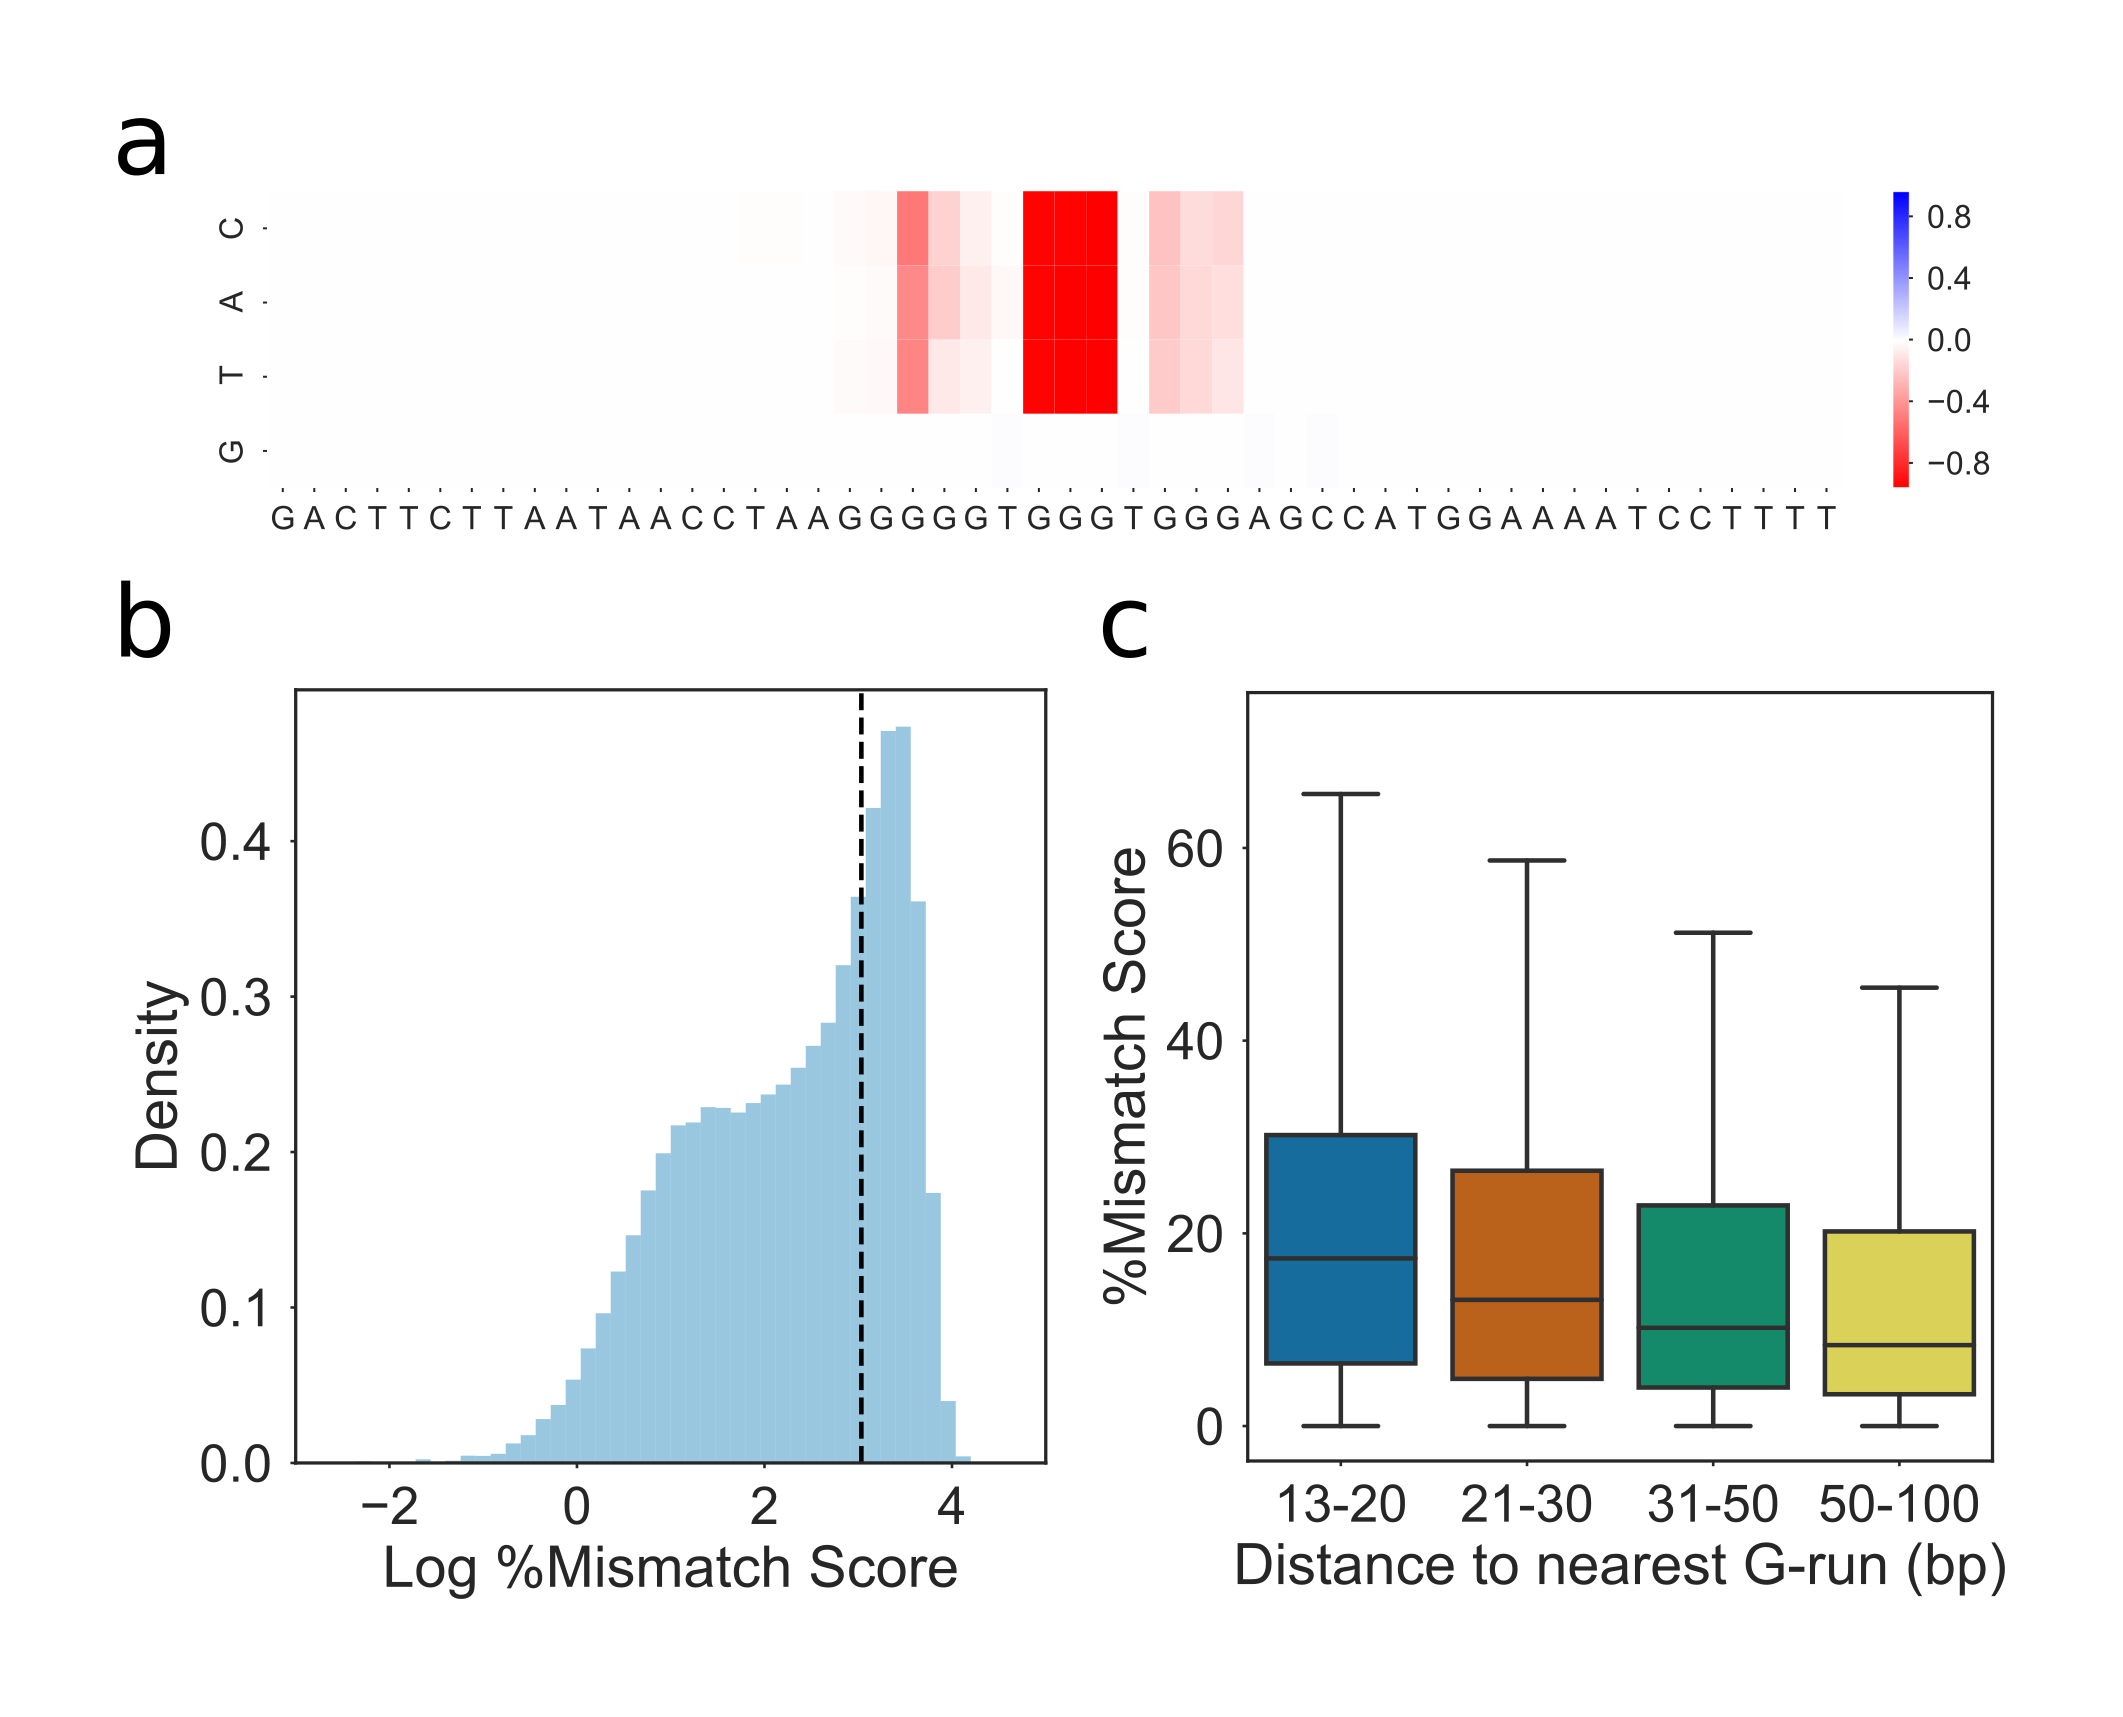 a
C
A
T
G
0.8
0.4
0.0
−0.4
−0.8
G A C T T C T T A A T A A C C T A A G G G G G T G G G T G G G A G C C A T G G A A A A T C C T T T T
b
Density
0.4
0.3
0.2
0.1
0.0
−2 0 2 4
Log %Mismatch Score
c
%Mismatch Score
60
40
20
0
13-20 21-30 31-50 50-100
Distance to nearest G-run (bp)